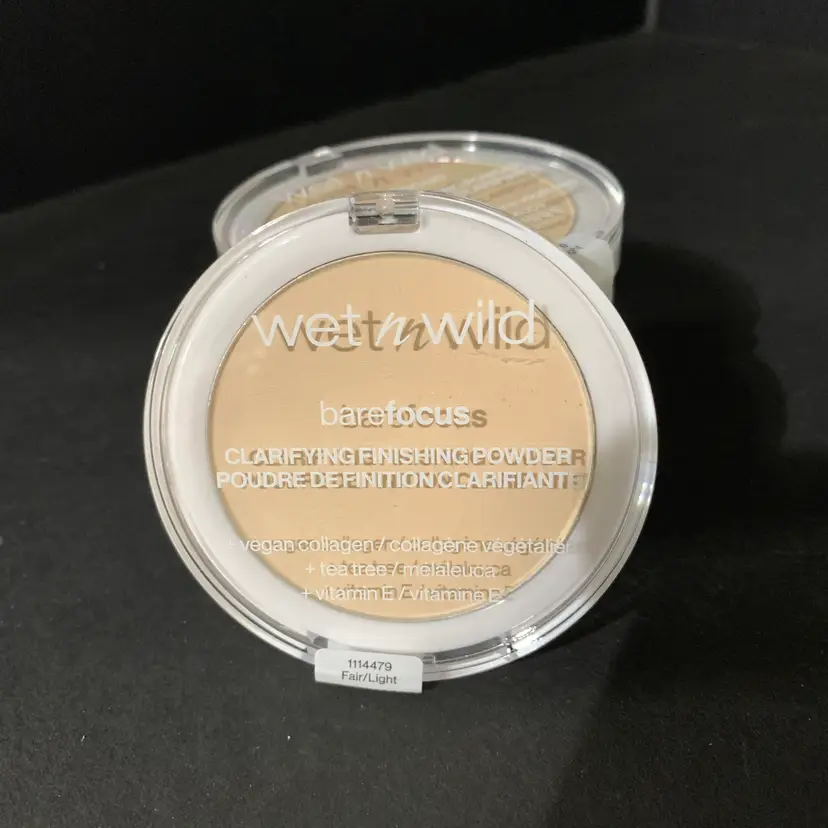 wet n wild
barefocus
CLARIFYING FINISHING POWDER
POUDRE DE FINITION CLARIFIANTE
+ vegan collagen / collagène végétalien
+ tea tree / melaleuca
+ vitamin E / vitamine E
1114479
Fair/Light